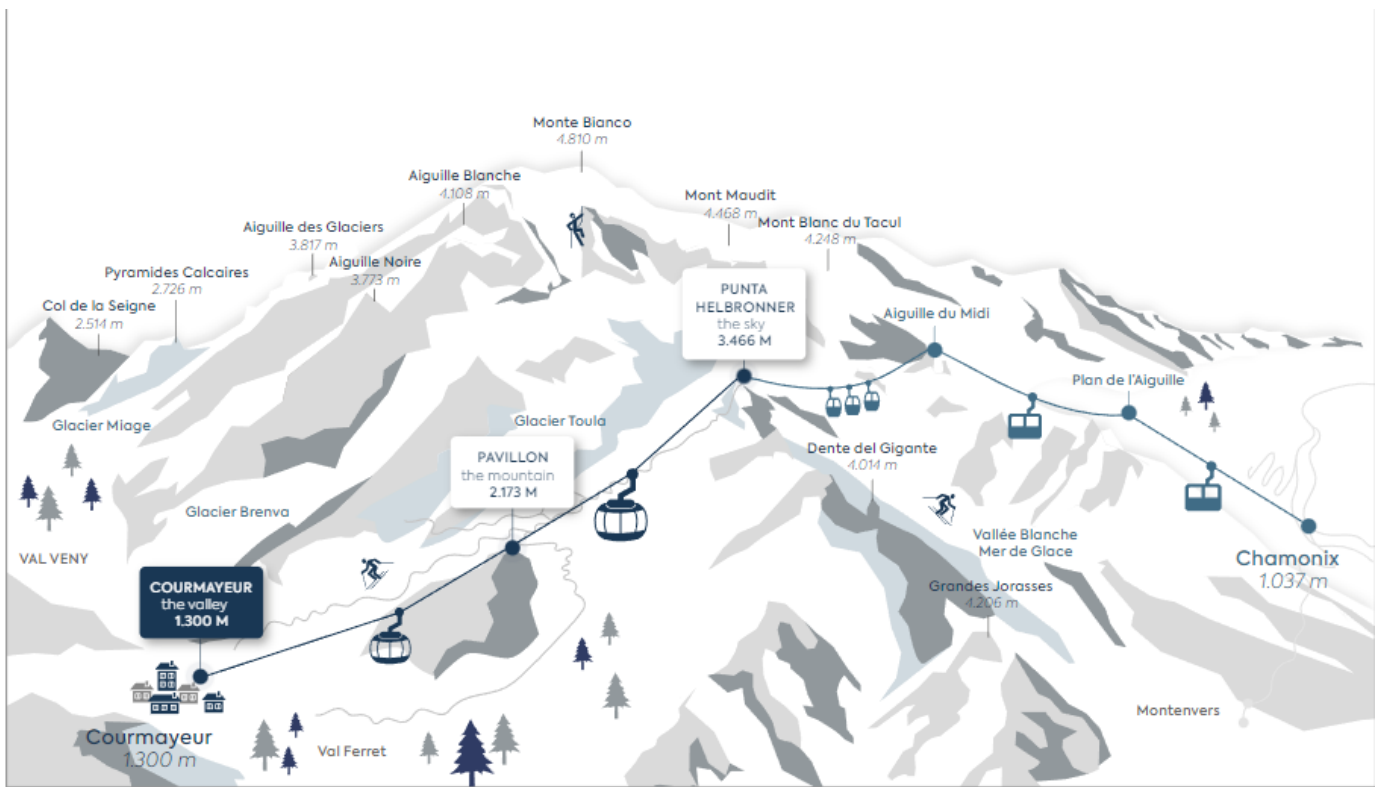 Monte Bianco
4.810 m
Aiguille Blanche
4.108 m
Mont Maudit
4.468 m
Mont Blanc du Tacul
4.248 m
Aiguille des Glaciers
3.817 m
Aiguille Noire
3.773 m
Pyramides Calcaires
2.726 m
Col de la Seigne
2.514 m
PUNTA
HELBRONNER
the sky
3.466 M
Aiguille du Midi
Plan de l'Aiguille
Glacier Miage
Glacier Toula
PAVILLON
the mountain
2.173 M
Dente del Gigante
4.014 m
Glacier Brenva
Vallée Blanche
Mer de Glace
VAL VENY
Chamonix
1.037 m
COURMAYEUR
the valley
1.300 M
Grandes Jorasses
4.206 m
Montenvers
Courmayeur
1.300 m
Val Ferret